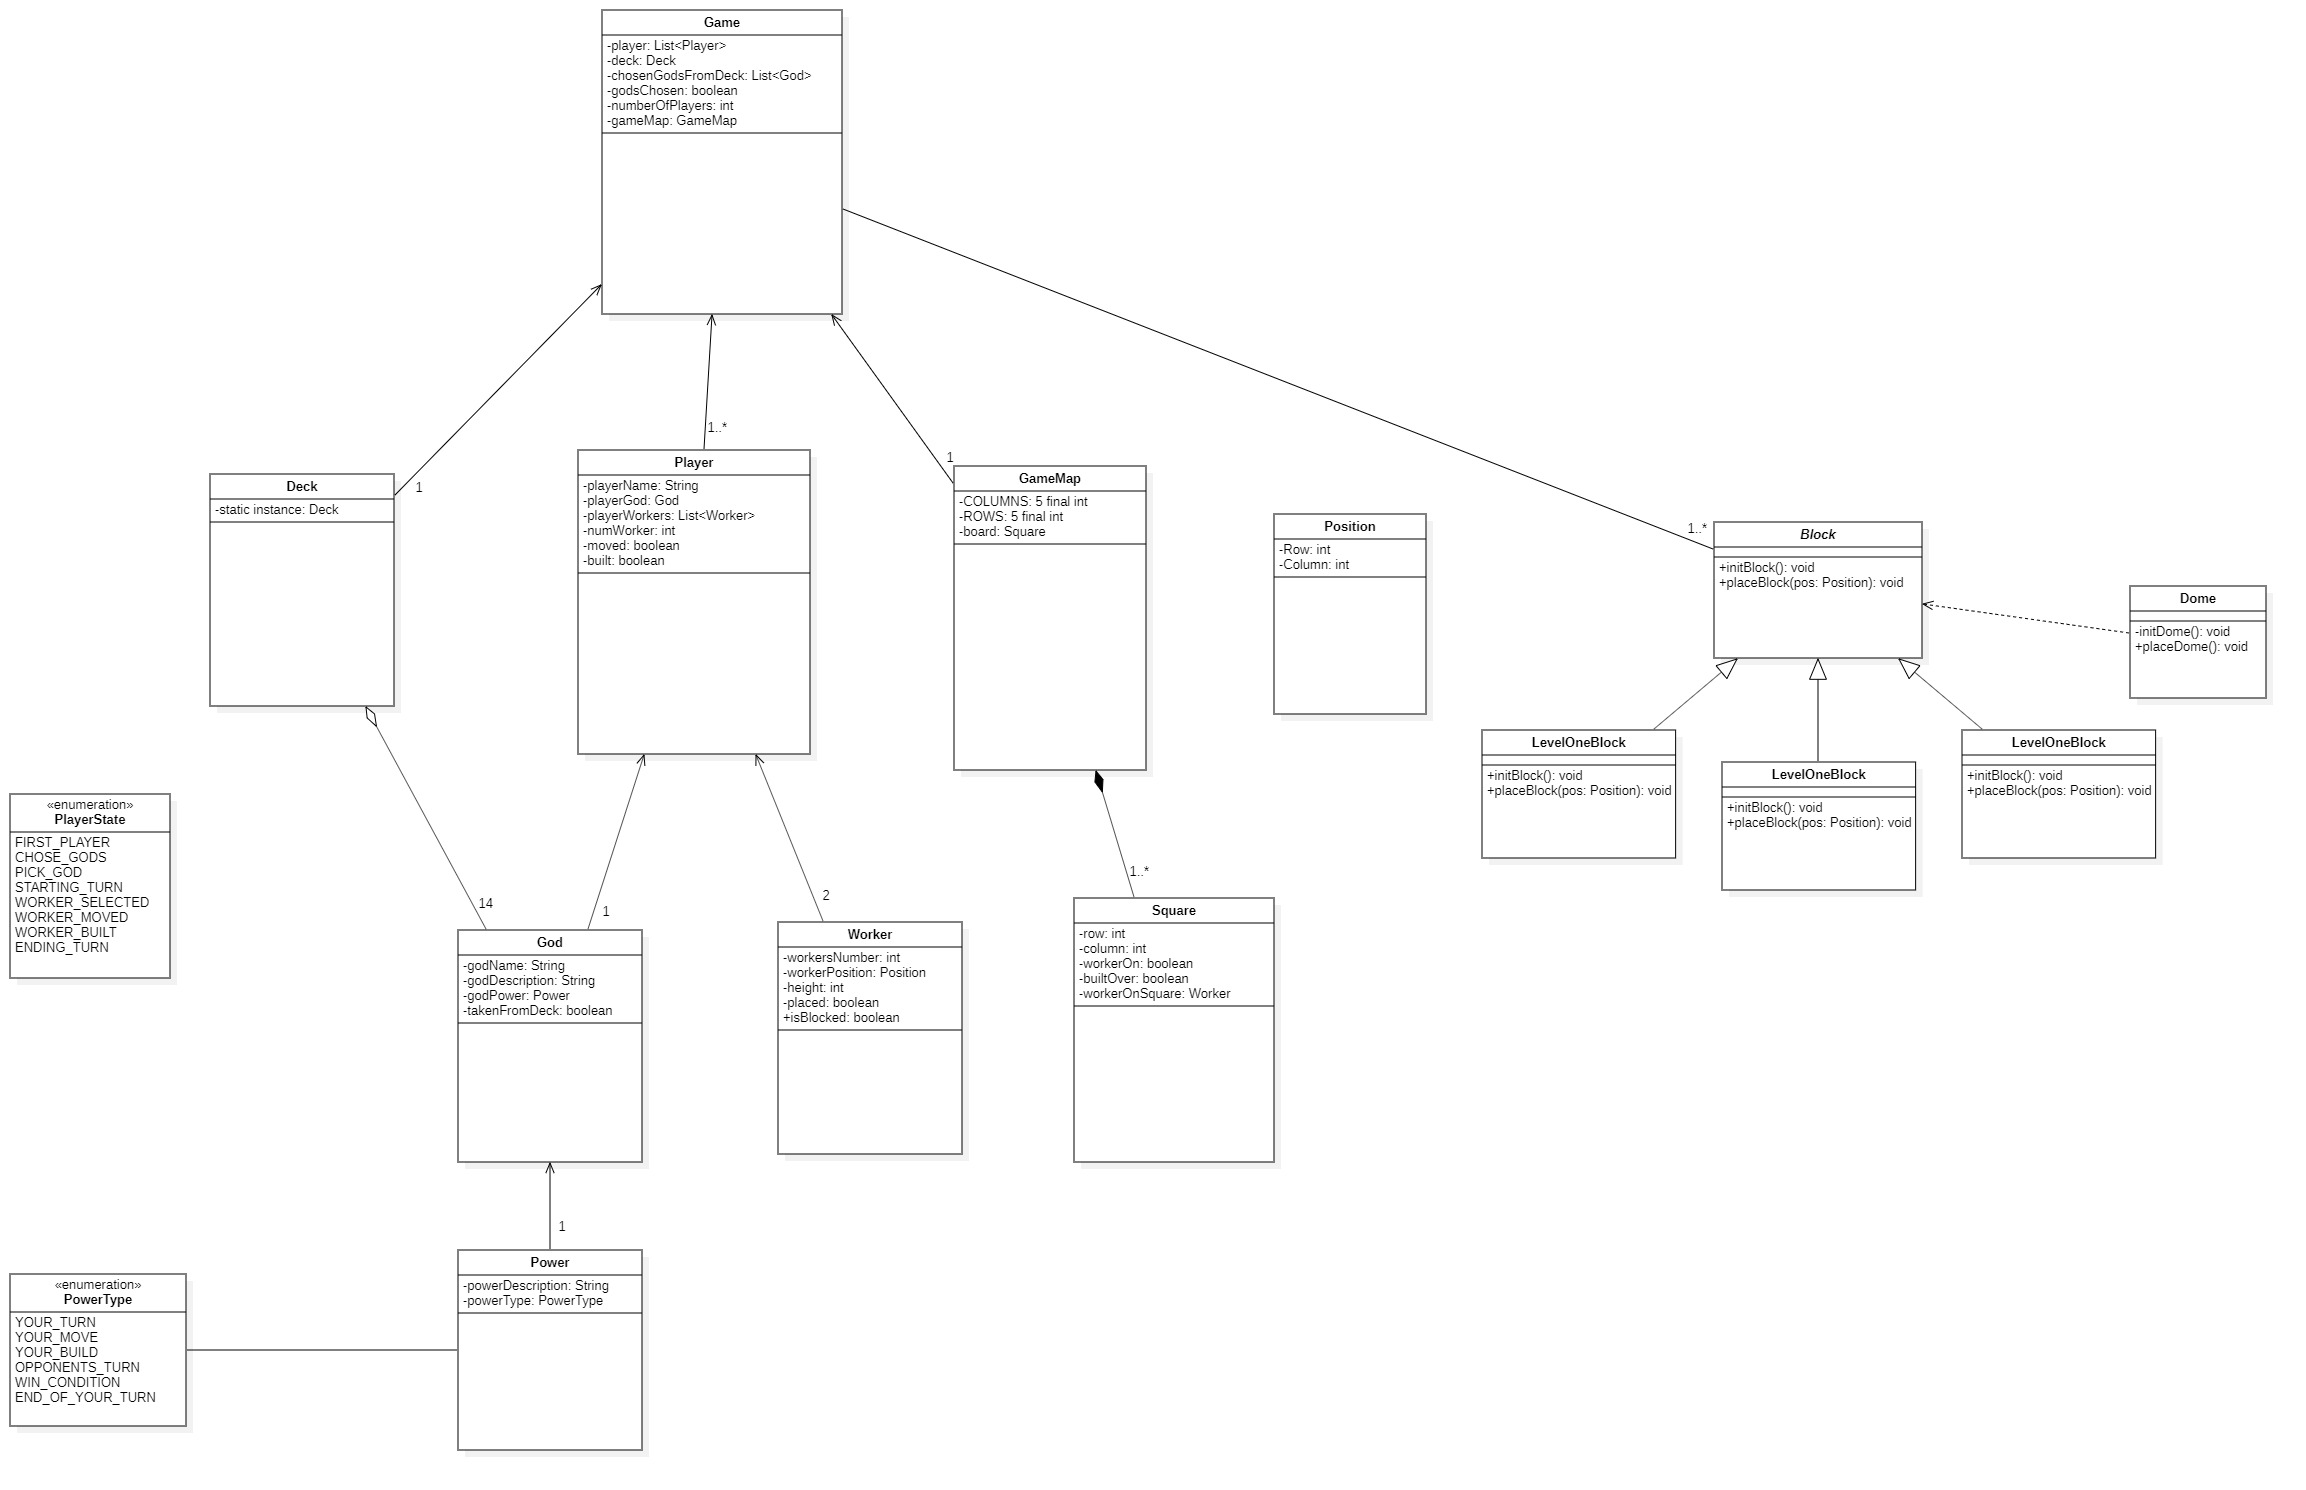 Game
-player: List<Player>
-deck: Deck
-chosenGodsFromDeck: List<God>
-godsChosen: boolean
-numberOfPlayers: int
-gameMap: GameMap
1
1..*
1
1..*
Deck
-static instance: Deck
Player
-playerName: String
-playerGod: God
-playerWorkers: List<Worker>
-numWorker: int
-moved: boolean
-built: boolean
GameMap
-COLUMNS: 5 final int
-ROWS: 5 final int
-board: Square
Position
-Row: int
-Column: int
Block
+initBlock(): void
+placeBlock(pos: Position): void
Dome
-initDome(): void
+placeDome(): void
LevelOneBlock
+initBlock(): void
+placeBlock(pos: Position): void
LevelOneBlock
+initBlock(): void
+placeBlock(pos: Position): void
LevelOneBlock
+initBlock(): void
+placeBlock(pos: Position): void
«enumeration»
PlayerState
FIRST_PLAYER
CHOSE_GODS
PICK_GOD
STARTING_TURN
WORKER_SELECTED
WORKER_MOVED
WORKER_BUILT
ENDING_TURN
14
1
2
1..*
God
-godName: String
-godDescription: String
-godPower: Power
-takenFromDeck: boolean
Worker
-workersNumber: int
-workerPosition: Position
-height: int
-placed: boolean
+isBlocked: boolean
Square
-row: int
-column: int
-workerOn: boolean
-builtOver: boolean
-workerOnSquare: Worker
1
Power
-powerDescription: String
-powerType: PowerType
«enumeration»
PowerType
YOUR_TURN
YOUR_MOVE
YOUR_BUILD
OPPONENTS_TURN
WIN_CONDITION
END_OF_YOUR_TURN